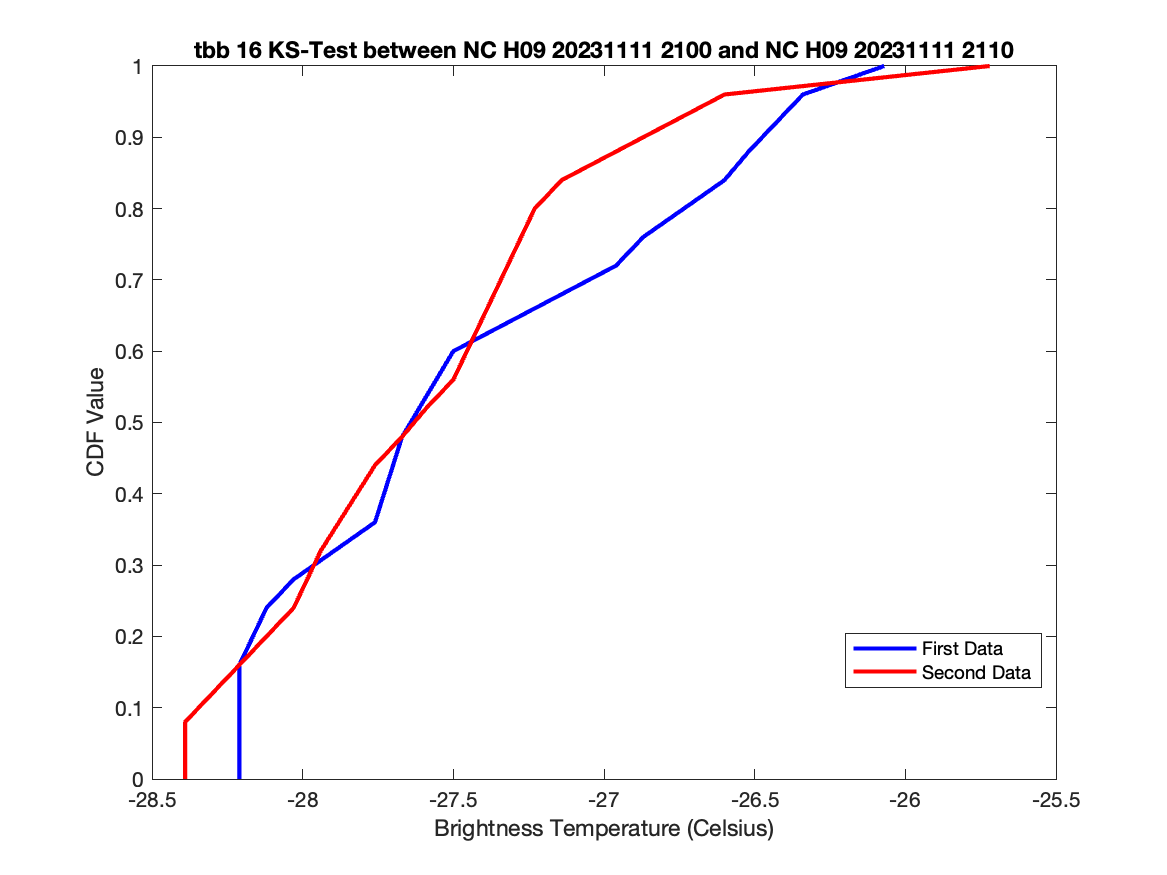 tbb 16 KS-Test between NC H09 20231111 2100 and NC H09 20231111 2110
1
0.9
0.8
0.7
0.6
0.5
0.4
0.3
0.2
0.1
0
CDF Value
First Data
Second Data
-28.5 -28 -27.5 -27 -26.5 -26 -25.5
Brightness Temperature (Celsius)